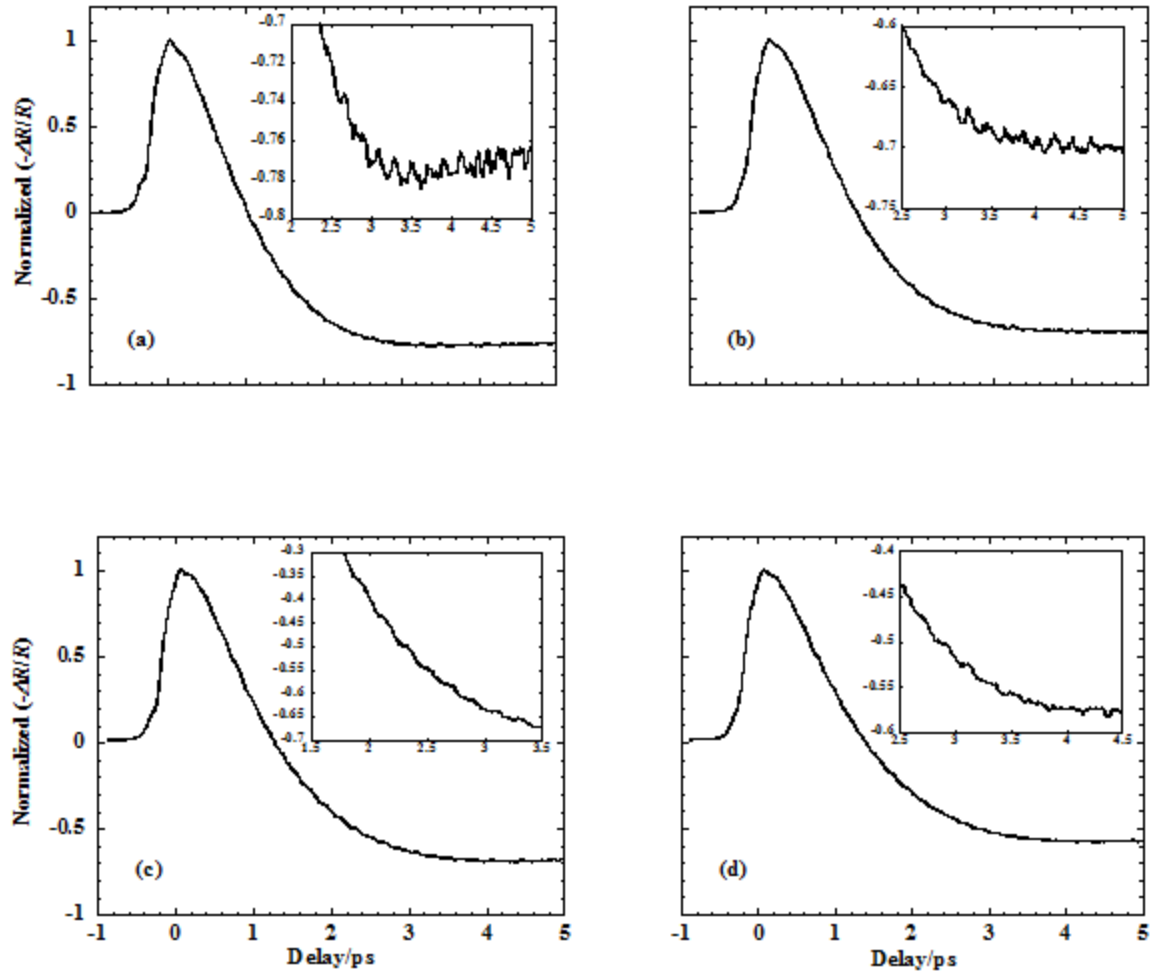 -0.7
-0.72
-0.74
-0.76
-0.78
-0.8
2 2.5 3 3.5 4 4.5 5
1
0.5
0
-0.5
-1
Normalized (-ΔR/R)
(a)
-0.6
-0.65
-0.7
-0.75
2.5 3 3.5 4 4.5 5
(b)
-0.3
-0.35
-0.4
-0.45
-0.5
-0.55
-0.6
-0.65
-0.7
1.5 2 2.5 3 3.5
1
0.5
0
-0.5
-1
Normalized (-ΔR/R)
(c)
-1 0 1 2 3 4 5
Delay/ps
-0.4
-0.45
-0.5
-0.55
-0.6
2.5 3 3.5 4 4.5
(d)
-1 0 1 2 3 4 5
Delay/ps